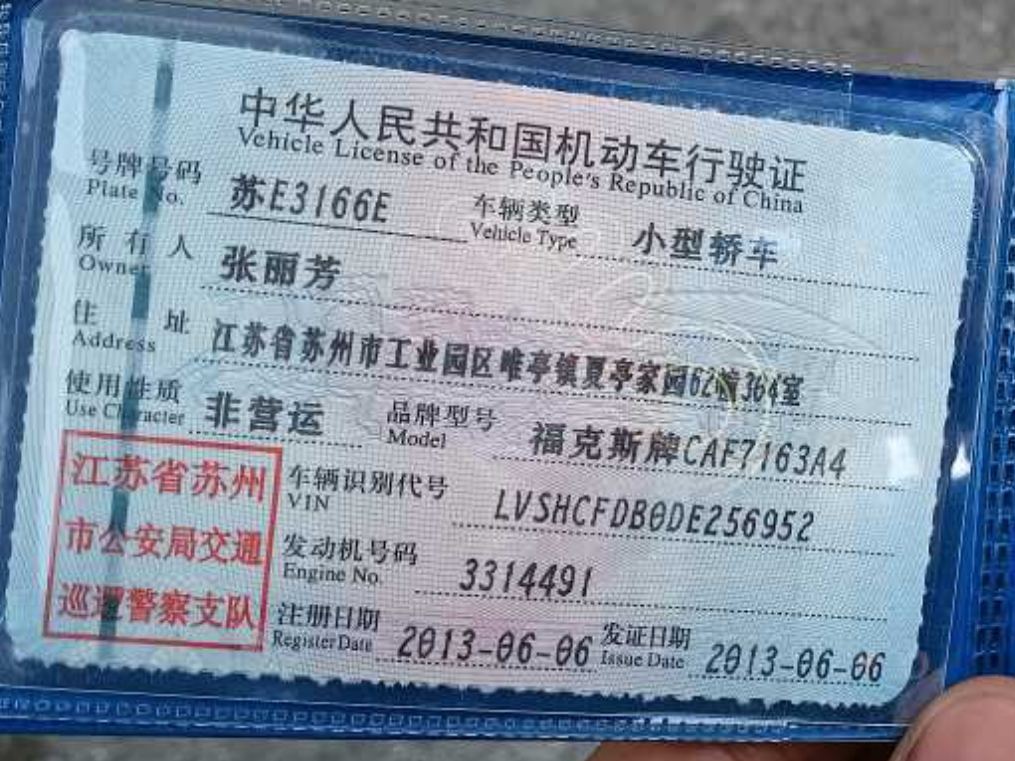 中华人民共和国机动车行驶证
Vehicle License of the People's Republic of China
号牌号码 苏E3166E 车辆类型 小型轿车
Plate No. Vehicle Type
所有人 张丽芳
Owner
住址 江苏省苏州市工业园区唯亭镇夏亭家园62幢364室
Address
使用性质 非营运 品牌型号 福克斯牌CAF7163A4
Use Character Model
车辆识别代号 LVSHCFDB0DE256952
VIN
发动机号码 3314491
Engine No.
注册日期 2013-06-06 发证日期 2013-06-06
Register Date Issue Date
江苏省苏州
市公安局交通
巡逻警察支队